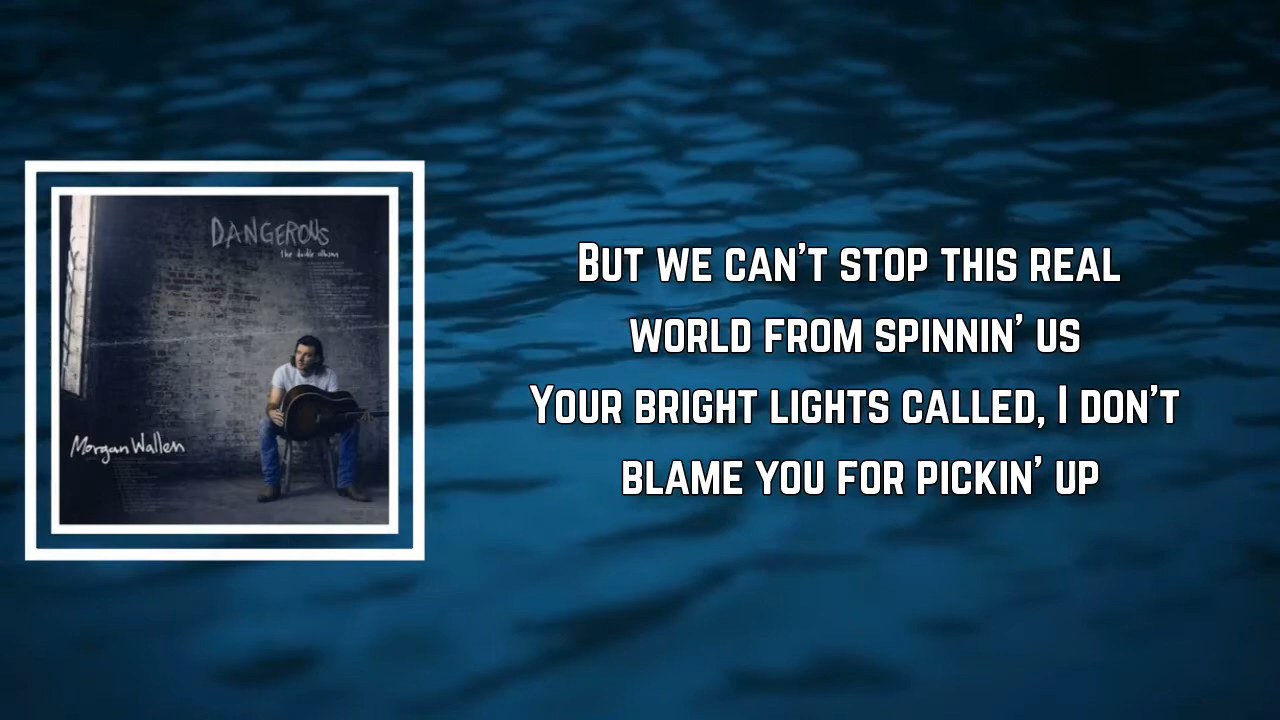 DANGEROUS
the double album
Morgan Wallen
But we can't stop this real
world from spinnin' us
Your bright lights called, I don't
blame you for pickin' up